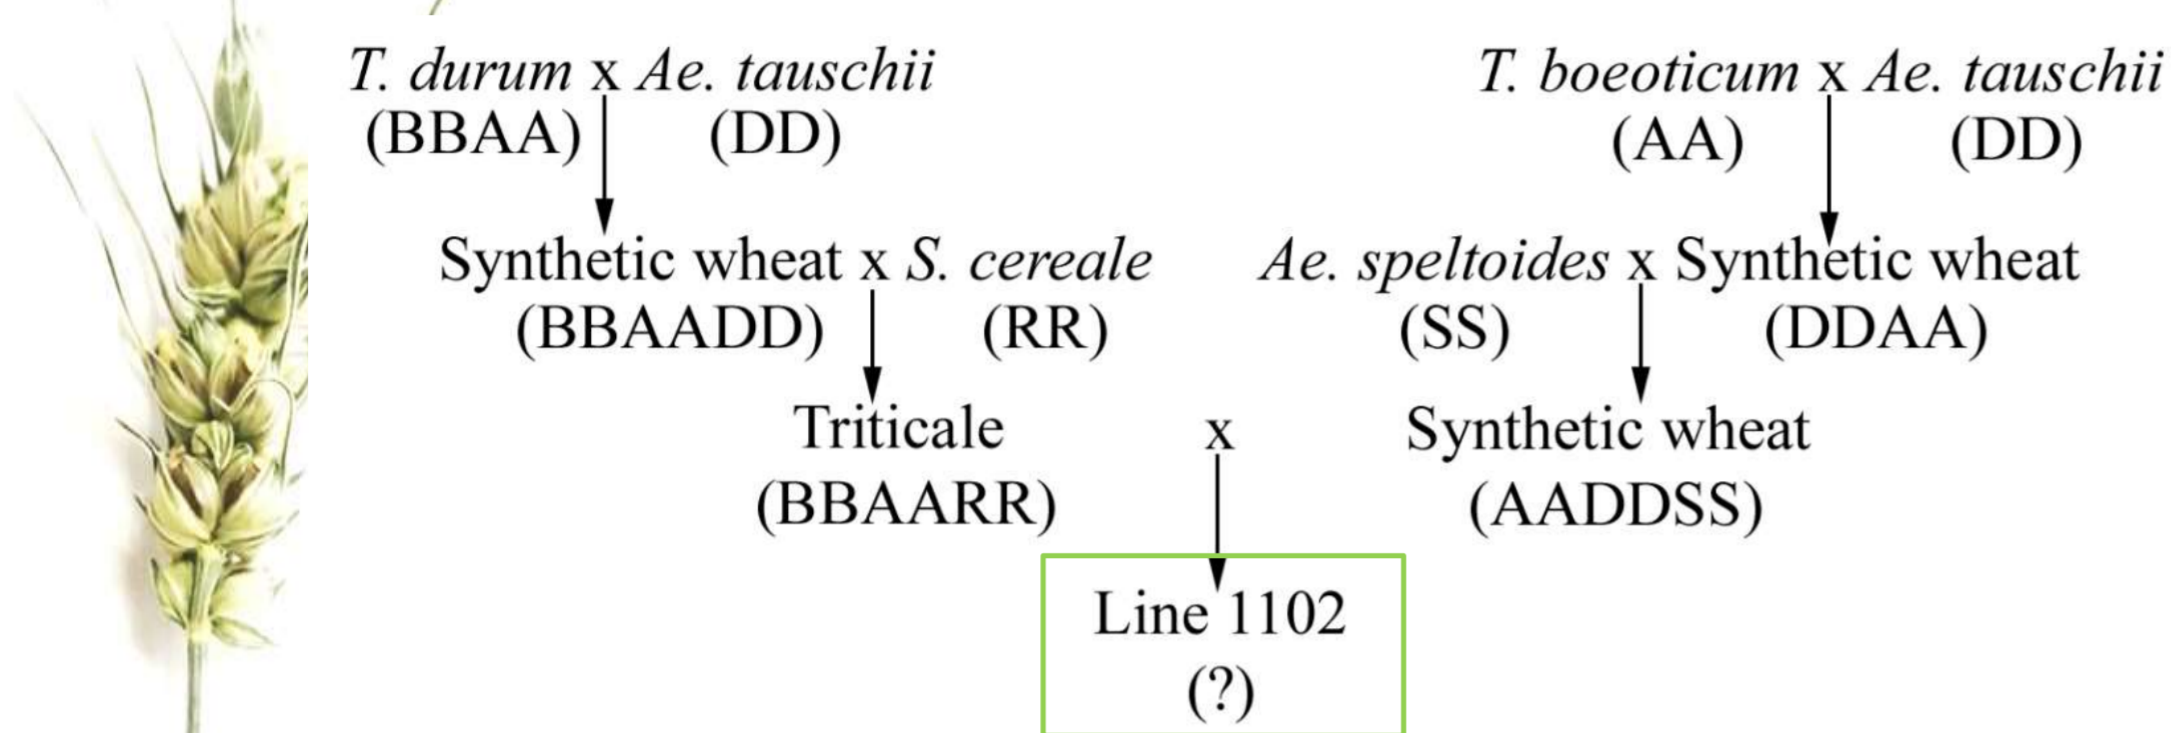 T. durum x Ae. tauschii
(BBAA) (DD)
T. boeoticum x Ae. tauschii
(AA) (DD)
Synthetic wheat x S. cereale
(BBAADD) (RR)
Ae. speltoides x Synthetic wheat
(SS) (DDAA)
Triticale x Synthetic wheat
(BBAARR) (AADDSS)
Line 1102
(?)